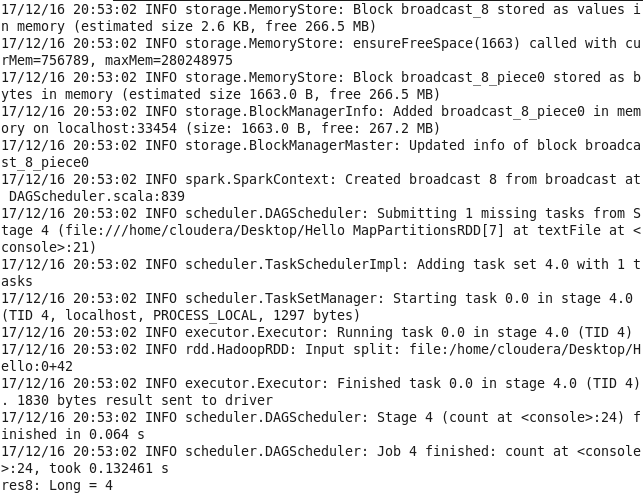 17/12/16 20:53:02 INFO storage.MemoryStore: Block broadcast_8 stored as values i
n memory (estimated size 2.6 KB, free 266.5 MB)
17/12/16 20:53:02 INFO storage.MemoryStore: ensureFreeSpace(1663) called with cu
rMem=756789, maxMem=280248975
17/12/16 20:53:02 INFO storage.MemoryStore: Block broadcast_8_piece0 stored as b
ytes in memory (estimated size 1663.0 B, free 266.5 MB)
17/12/16 20:53:02 INFO storage.BlockManagerInfo: Added broadcast_8_piece0 in mem
ory on localhost:33454 (size: 1663.0 B, free: 267.2 MB)
17/12/16 20:53:02 INFO storage.BlockManagerMaster: Updated info of block broadca
st_8_piece0
17/12/16 20:53:02 INFO spark.SparkContext: Created broadcast 8 from broadcast at
 DAGScheduler.scala:839
17/12/16 20:53:02 INFO scheduler.DAGScheduler: Submitting 1 missing tasks from S
tage 4 (file:///home/cloudera/Desktop/Hello MapPartitionsRDD[7] at textFile at <
console>:21)
17/12/16 20:53:02 INFO scheduler.TaskSchedulerImpl: Adding task set 4.0 with 1 t
asks
17/12/16 20:53:02 INFO scheduler.TaskSetManager: Starting task 0.0 in stage 4.0
(TID 4, localhost, PROCESS_LOCAL, 1297 bytes)
17/12/16 20:53:02 INFO executor.Executor: Running task 0.0 in stage 4.0 (TID 4)
17/12/16 20:53:02 INFO rdd.HadoopRDD: Input split: file:/home/cloudera/Desktop/H
ello:0+42
17/12/16 20:53:02 INFO executor.Executor: Finished task 0.0 in stage 4.0 (TID 4)
. 1830 bytes result sent to driver
17/12/16 20:53:02 INFO scheduler.DAGScheduler: Stage 4 (count at <console>:24) f
inished in 0.064 s
17/12/16 20:53:02 INFO scheduler.DAGScheduler: Job 4 finished: count at <console
>:24, took 0.132461 s
res8: Long = 4